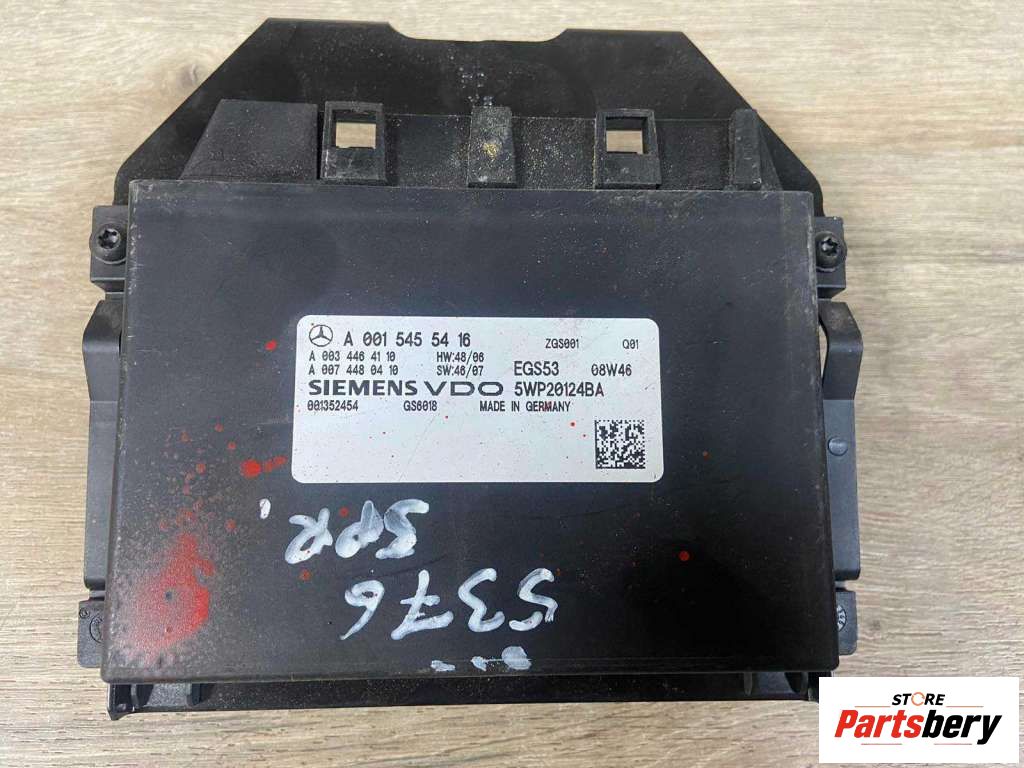 A 001 545 54 16 ZGS001 Q01
A 003 446 41 10 HW:48/06
A 007 448 04 10 SW:46/07 EGS53 08W46
SIEMENS VDO 5WP20124BA
001352454 GS6018 MADE IN GERMANY
5376
SPR
STORE
Partsbery